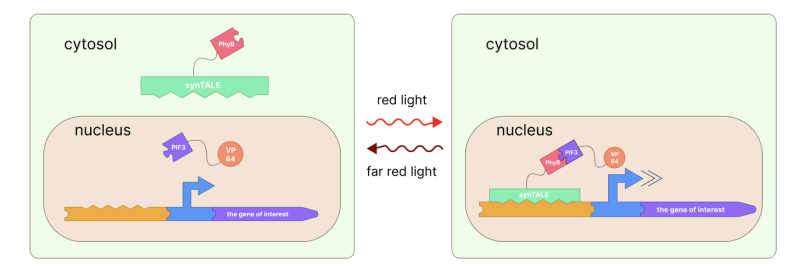 cytosol
PhyB
synTALE
nucleus
PIF3
VP
64
the gene of interest
red light
far red light
cytosol
nucleus
PhyB
PIF3
VP
64
synTALE
the gene of interest